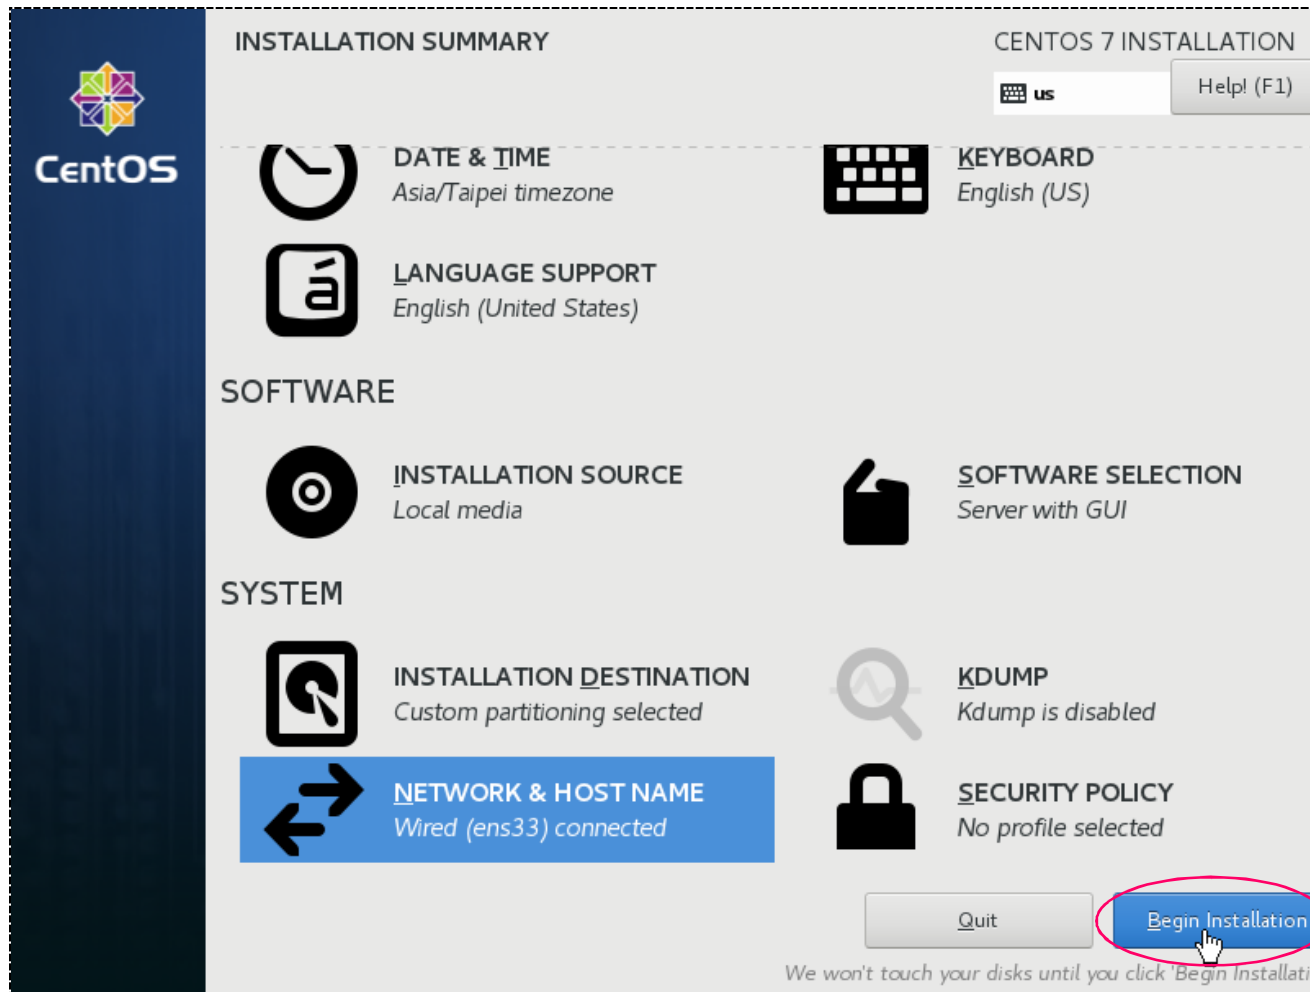 INSTALLATION SUMMARY
CENTOS 7 INSTALLATION
us
Help! (F1)
CentOS
DATE & TIME
Asia/Taipei timezone
KEYBOARD
English (US)
á
LANGUAGE SUPPORT
English (United States)
SOFTWARE
INSTALLATION SOURCE
Local media
SOFTWARE SELECTION
Server with GUI
SYSTEM
INSTALLATION DESTINATION
Custom partitioning selected
KDUMP
Kdump is disabled
NETWORK & HOST NAME
Wired (ens33) connected
SECURITY POLICY
No profile selected
Quit
Begin Installation
We won't touch your disks until you click 'Begin Installati